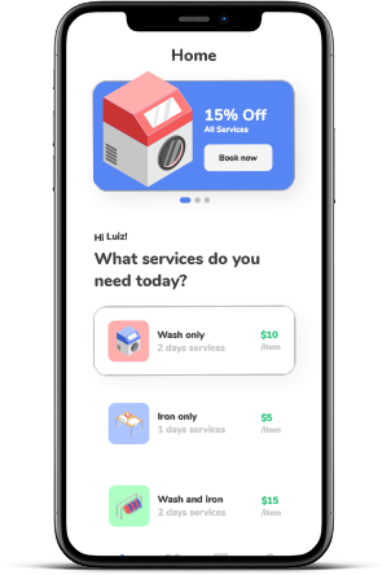 Home
15% Off
All Services
Book now
Hi Luiz!
What services do you
need today?
Wash only
$10
2 days services
/Item
Iron only
$5
1 days services
/Item
Wash and iron
$15
2 days services
/Item